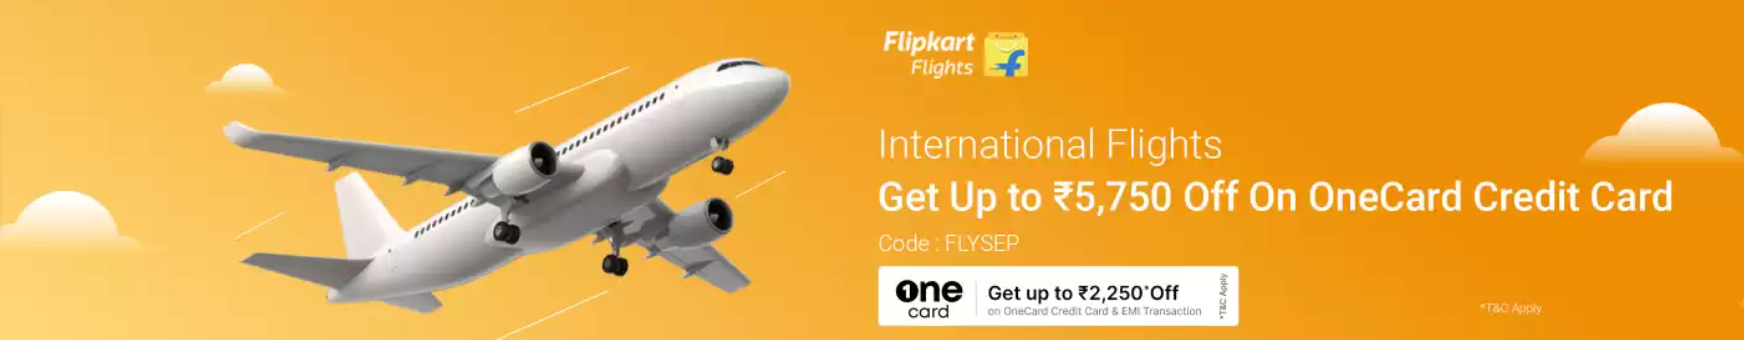 Flipkart
Flights
International Flights
Get Up to ₹5,750 Off On OneCard Credit Card
Code : FLYSEP
one
card
Get up to ₹2,250*Off
on OneCard Credit Card & EMI Transaction
*T&C Apply
*T&C Apply